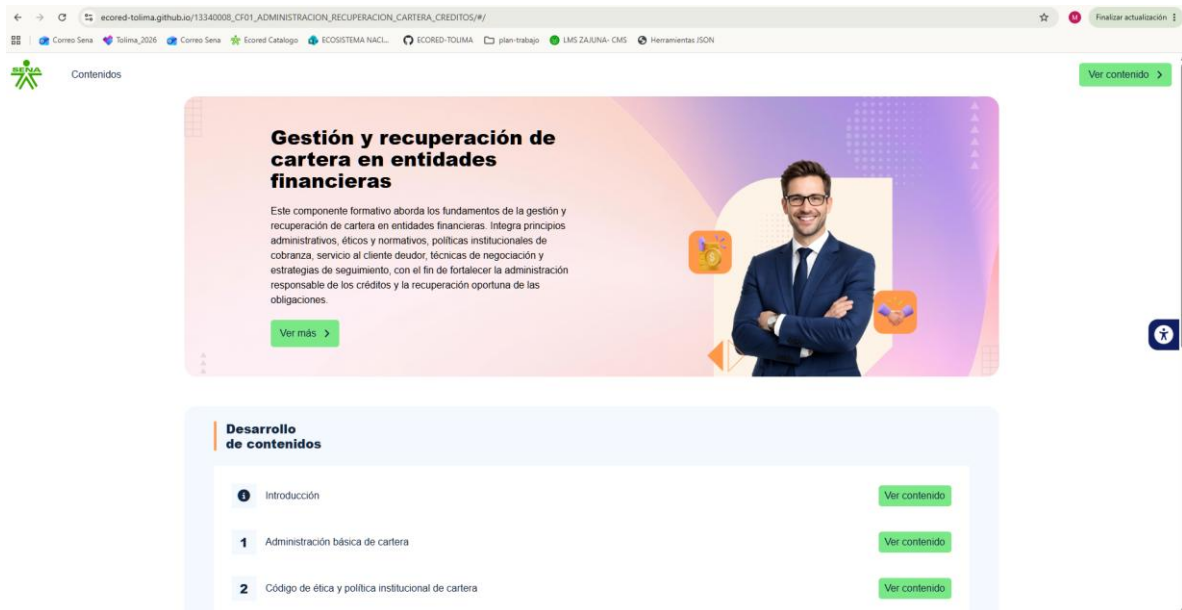 ecored-tolima.github.io/13340008_CF01_ADMINISTRACION_RECUPERACION_CARTERA_CREDITOS/#/
M
Finalizar actualización
Correo Sena
Tolima_2026
Correo Sena
Ecored Catalogo
ECOSISTEMA NACI...
ECORED-TOLIMA
plan-trabajo
LMS ZAJUNA- CMS
Herramientas JSON
SENA
Contenidos
Ver contenido
Gestión y recuperación de
cartera en entidades
financieras
Este componente formativo aborda los fundamentos de la gestión y
recuperación de cartera en entidades financieras. Integra principios
administrativos, éticos y normativos, políticas institucionales de
cobranza, servicio al cliente deudor, técnicas de negociación y
estrategias de seguimiento, con el fin de fortalecer la administración
responsable de los créditos y la recuperación oportuna de las
obligaciones.
Ver más
Desarrollo
de contenidos
Introducción
Ver contenido
1 Administración básica de cartera
Ver contenido
2 Código de ética y política institucional de cartera
Ver contenido